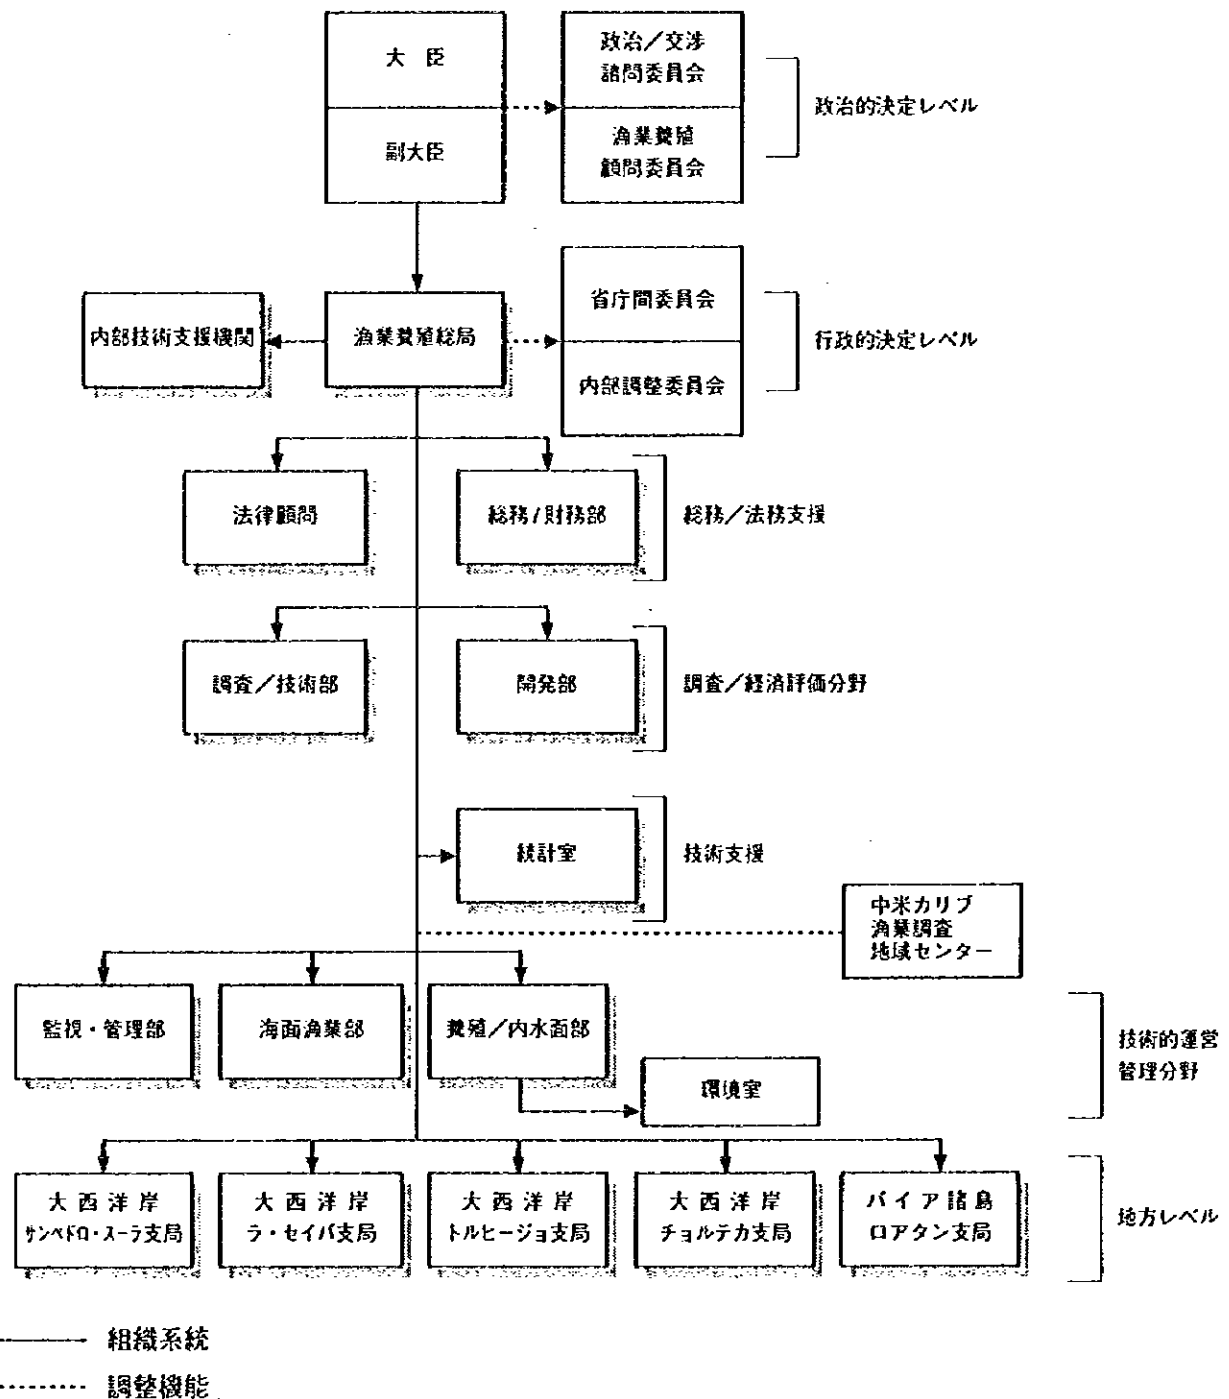 大 臣
政治／交渉
諮問委員会
政治的決定レベル
副大臣
漁業養殖
顧問委員会
内部技術支援機関
漁業養殖総局
省庁間委員会
行政的決定レベル
内部調整委員会
法律顧問
総務/財務部
総務／法務支援
調査／技術部
開発部
調査／経済評価分野
統計室
技術支援
中米カリブ
漁業調査
地域センター
監視・管理部
海面漁業部
養殖／内水面部
技術的運営
管理分野
環境室
大 西 洋 岸
サンペドロ・スーラ支局
大 西 洋 岸
ラ・セイバ支局
大 西 洋 岸
トルヒージョ支局
大 西 洋 岸
チョルテカ支局
バ イ ア 諸 島
ロアタン支局
地方レベル
組織系統
調整機能